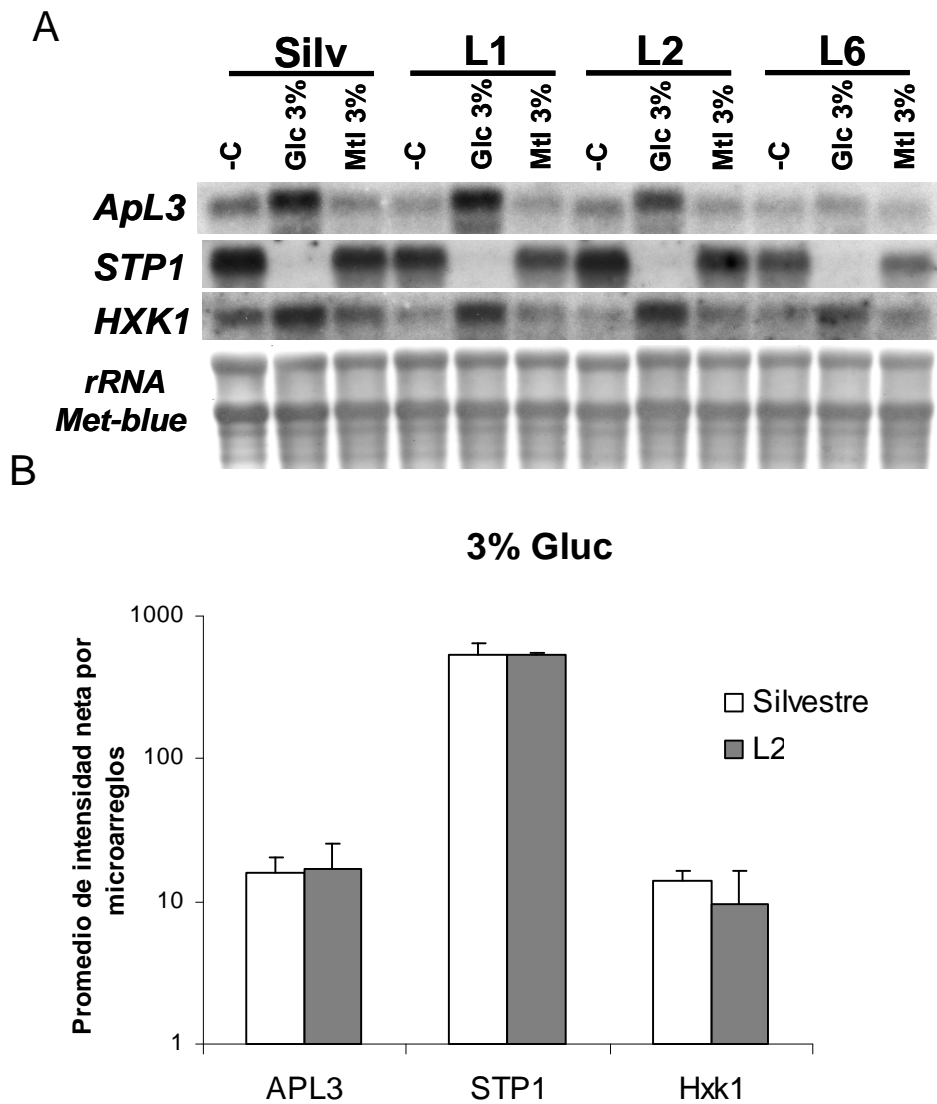 A
Silv L1 L2 L6
-C Glc 3% Mtl 3% -C Glc 3% Mtl 3% -C Glc 3% Mtl 3% -C Glc 3% Mtl 3%
ApL3
STP1
HXK1
rRNA
Met-blue
B
3% Gluc
Promedio de intensidad neta por
microarreglos
1000
100
10
1
Silvestre
L2
APL3 STP1 Hxk1